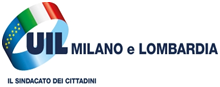 UIL MILANO e LOMBARDIA
IL SINDACATO DEI CITTADINI